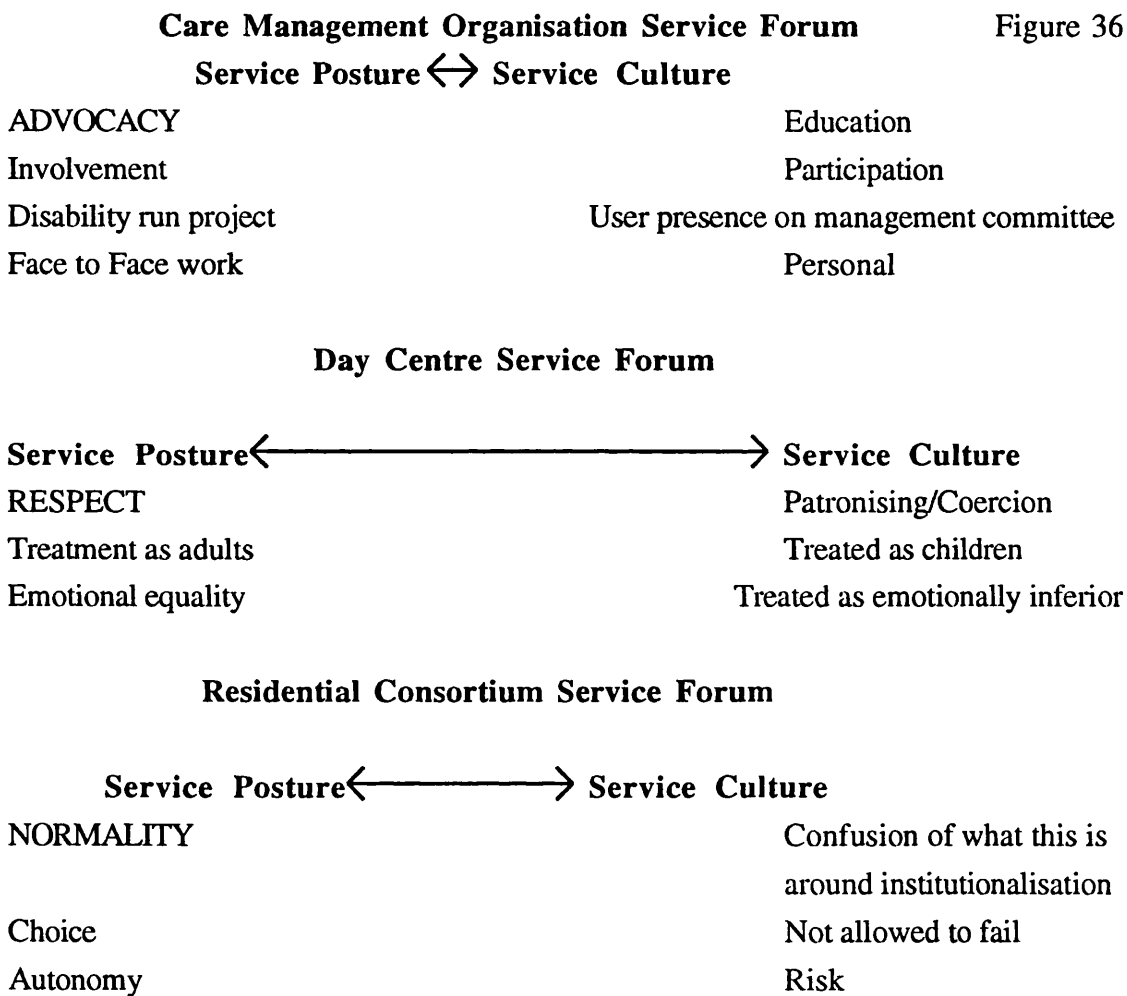 Care Management Organisation Service Forum Figure 36
Service Posture ↔ Service Culture
ADVOCACY Education
Involvement Participation
Disability run project User presence on management committee
Face to Face work Personal
Day Centre Service Forum
Service Posture ↔ Service Culture
RESPECT Patronising/Coercion
Treatment as adults Treated as children
Emotional equality Treated as emotionally inferior
Residential Consortium Service Forum
Service Posture ↔ Service Culture
NORMALITY Confusion of what this is
around institutionalisation
Choice Not allowed to fail
Autonomy Risk